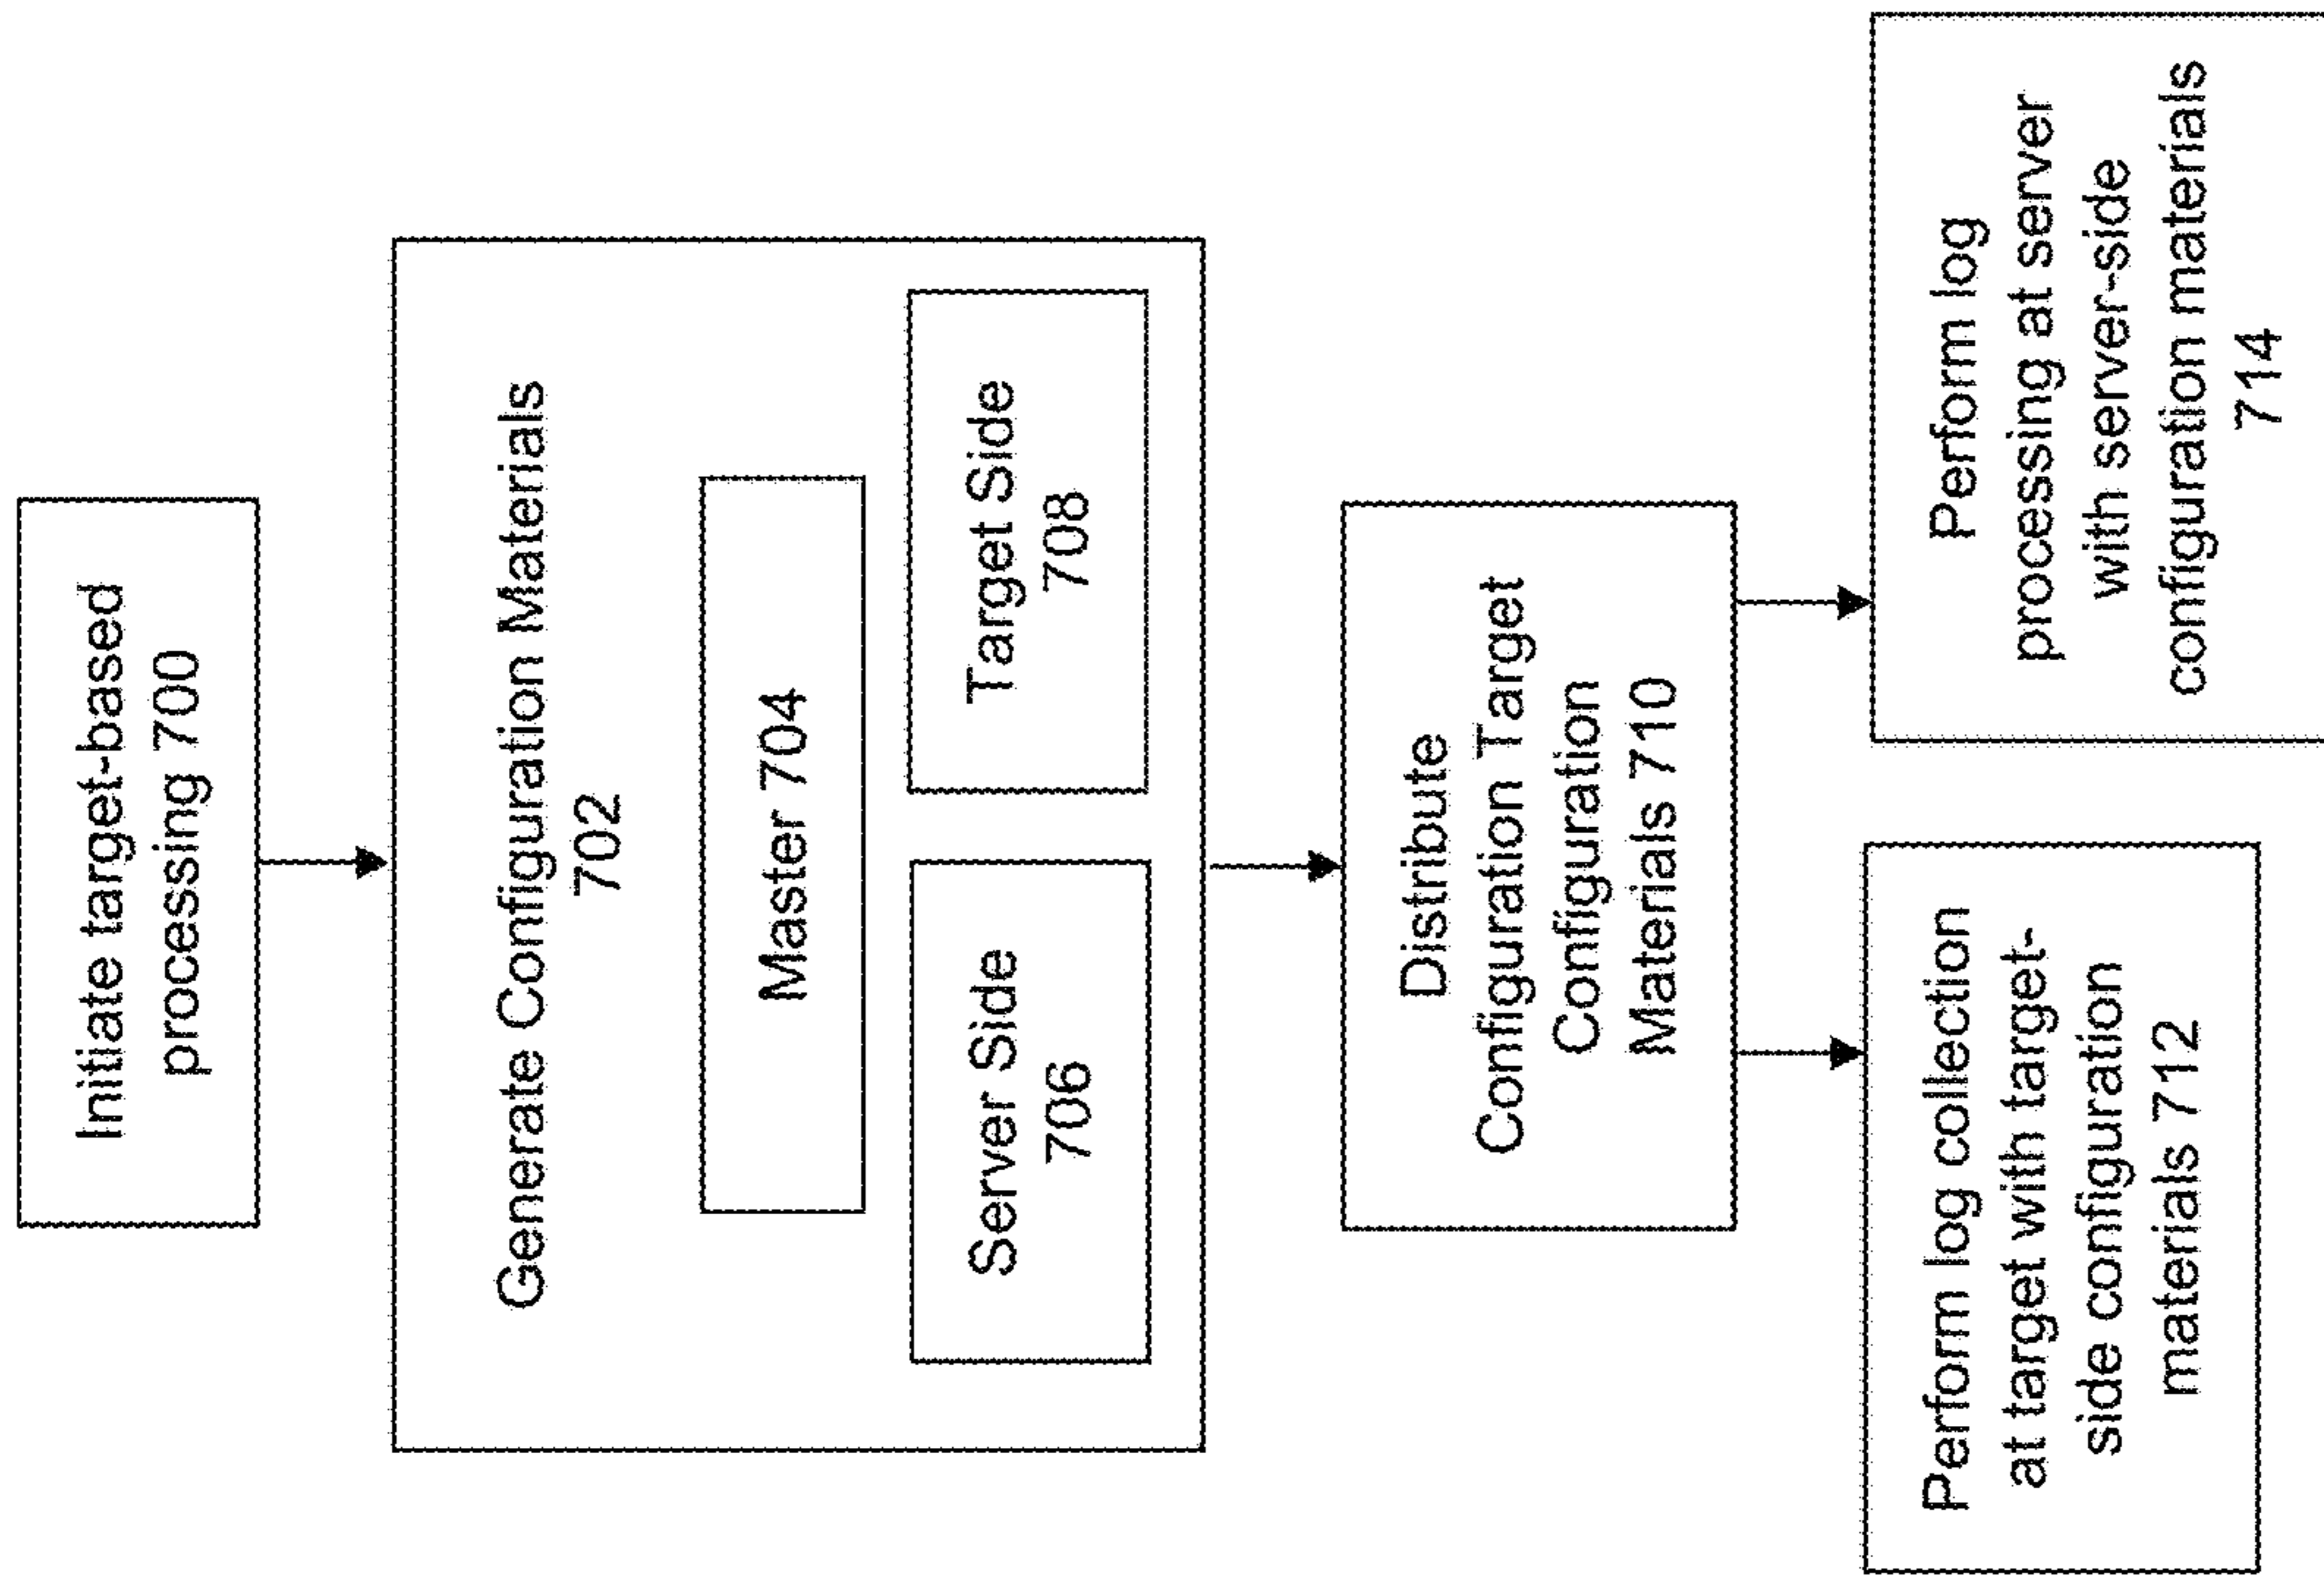 Initiate target-based
processing 700
Generate Configuration Materials
702
Master 704
Server Side
706
Target Side
708
Distribute
Configuration Target
Configuration
Materials 710
Perform log collection
at target with target-
side configuration
materials 712
Perform log
processing at server
with server-side
configuration materials
714